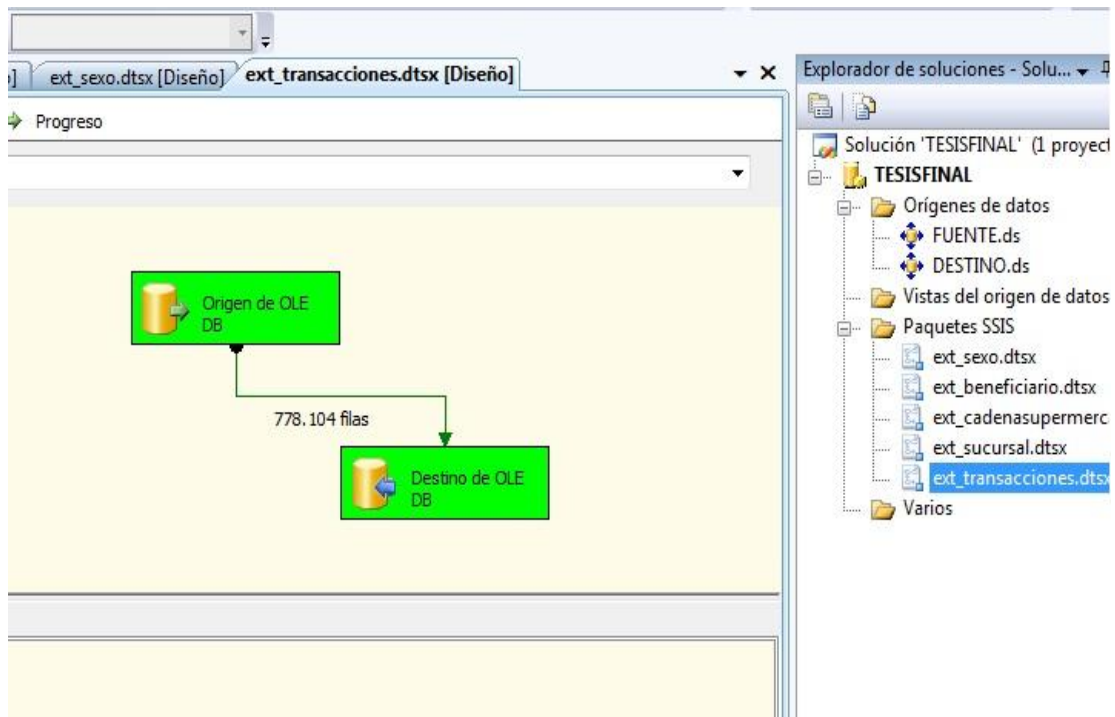 ext_sexo.dtsx [Diseño]
ext_transacciones.dtsx [Diseño]
Progreso
Origen de OLE
DB
778.104 filas
Destino de OLE
DB
Explorador de soluciones - Solu...
Solución 'TESISFINAL' (1 proyect
TESISFINAL
Orígenes de datos
FUENTE.ds
DESTINO.ds
Vistas del origen de datos
Paquetes SSIS
ext_sexo.dtsx
ext_beneficiario.dtsx
ext_cadenasupermerc
ext_sucursal.dtsx
ext_transacciones.dtsx
Varios